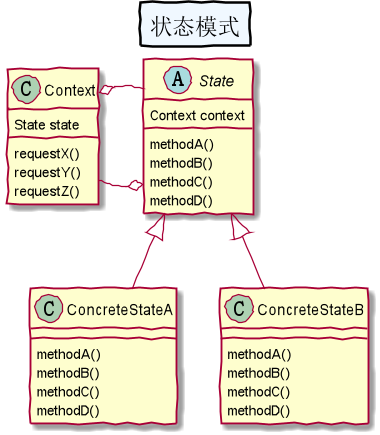 状态模式
C Context
State state
requestX()
requestY()
requestZ()
A State
Context context
methodA()
methodB()
methodC()
methodD()
C ConcreteStateA
methodA()
methodB()
methodC()
methodD()
C ConcreteStateB
methodA()
methodB()
methodC()
methodD()